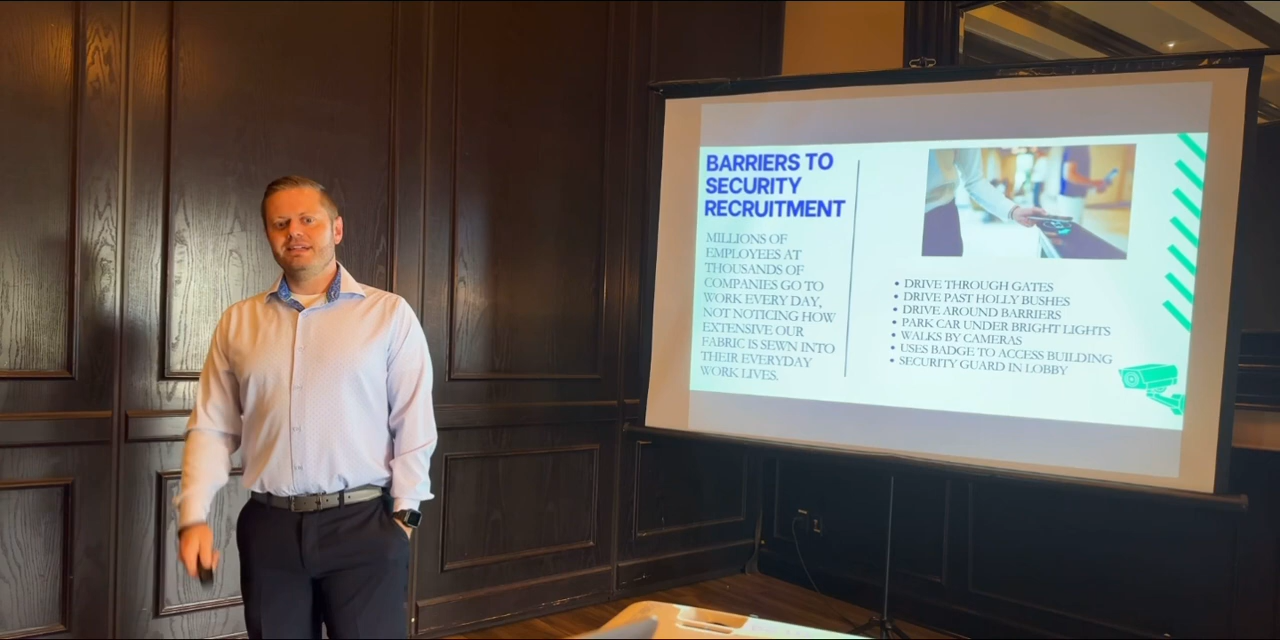 BARRIERS TO
SECURITY
RECRUITMENT
MILLIONS OF
EMPLOYEES AT
THOUSANDS OF
COMPANIES GO TO
WORK EVERY DAY,
NOT NOTICING HOW
EXTENSIVE OUR
FABRIC IS SEWN INTO
THEIR EVERYDAY
WORK LIVES.
• DRIVE THROUGH GATES
• DRIVE PAST HOLLY BUSHES
• DRIVE AROUND BARRIERS
• PARK CAR UNDER BRIGHT LIGHTS
• WALKS BY CAMERAS
• USES BADGE TO ACCESS BUILDING
• SECURITY GUARD IN LOBBY